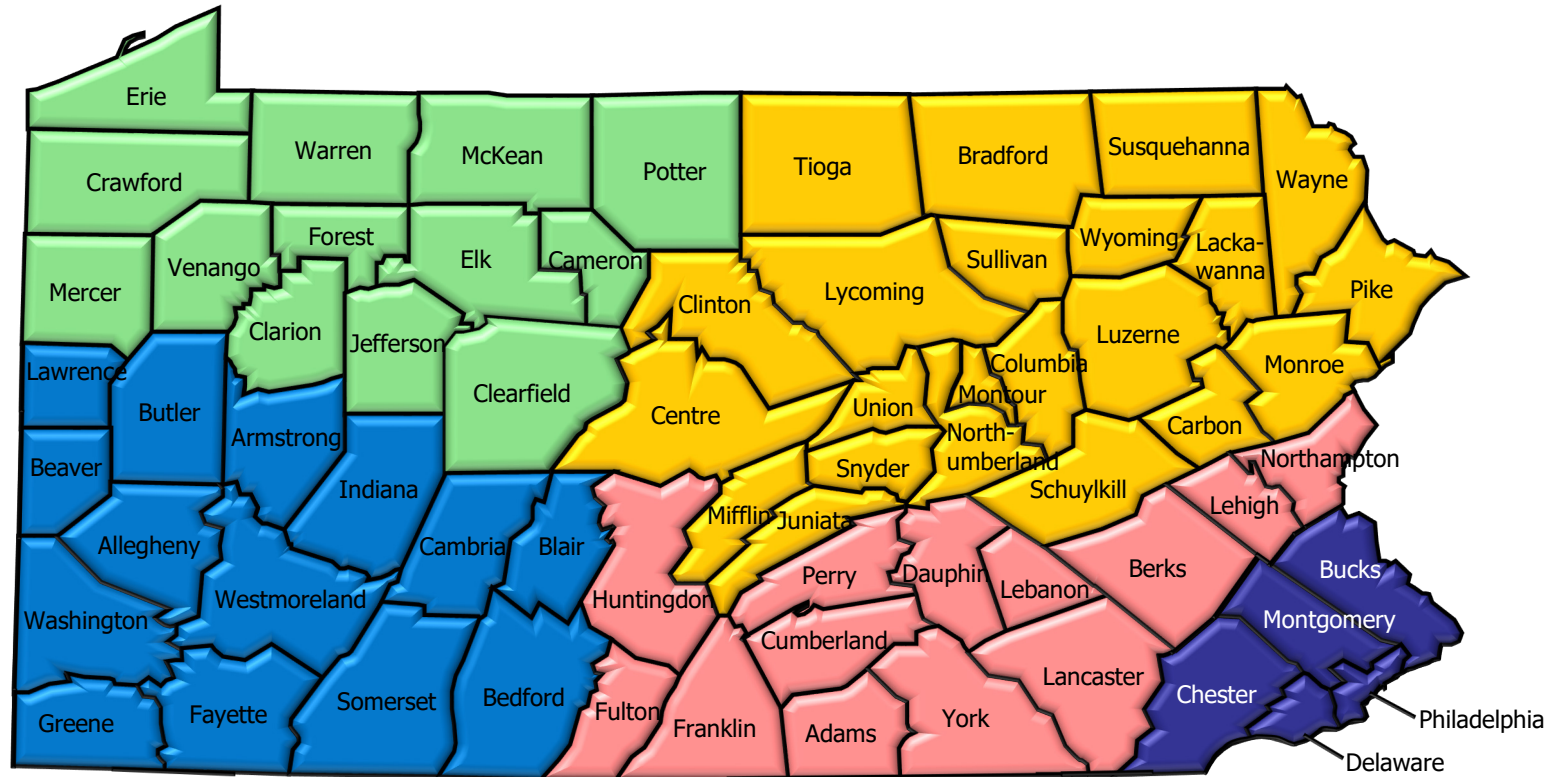 Erie
Warren
McKean
Potter
Tioga
Bradford
Susquehanna
Wayne
Crawford
Forest
Elk
Cameron
Sullivan
Wyoming
Lacka-
wanna
Pike
Mercer
Venango
Clarion
Jefferson
Clinton
Lycoming
Luzerne
Monroe
Lawrence
Butler
Armstrong
Clearfield
Centre
Union
Montour
Columbia
Carbon
Beaver
Indiana
Snyder
North-
umberland
Schuylkill
Northampton
Lehigh
Allegheny
Cambria
Blair
Mifflin
Juniata
Washington
Westmoreland
Huntingdon
Perry
Dauphin
Lebanon
Berks
Bucks
Montgomery
Cumberland
Lancaster
Chester
Greene
Fayette
Somerset
Bedford
Fulton
Franklin
Adams
York
Philadelphia
Delaware